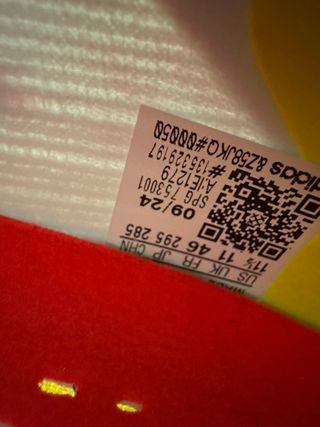 US UK FR JP CHN
11½ 11 46 295 285
09/24
SPG 753001
A:IE1279
# 135329197
adidas &Z58JKQ#00050